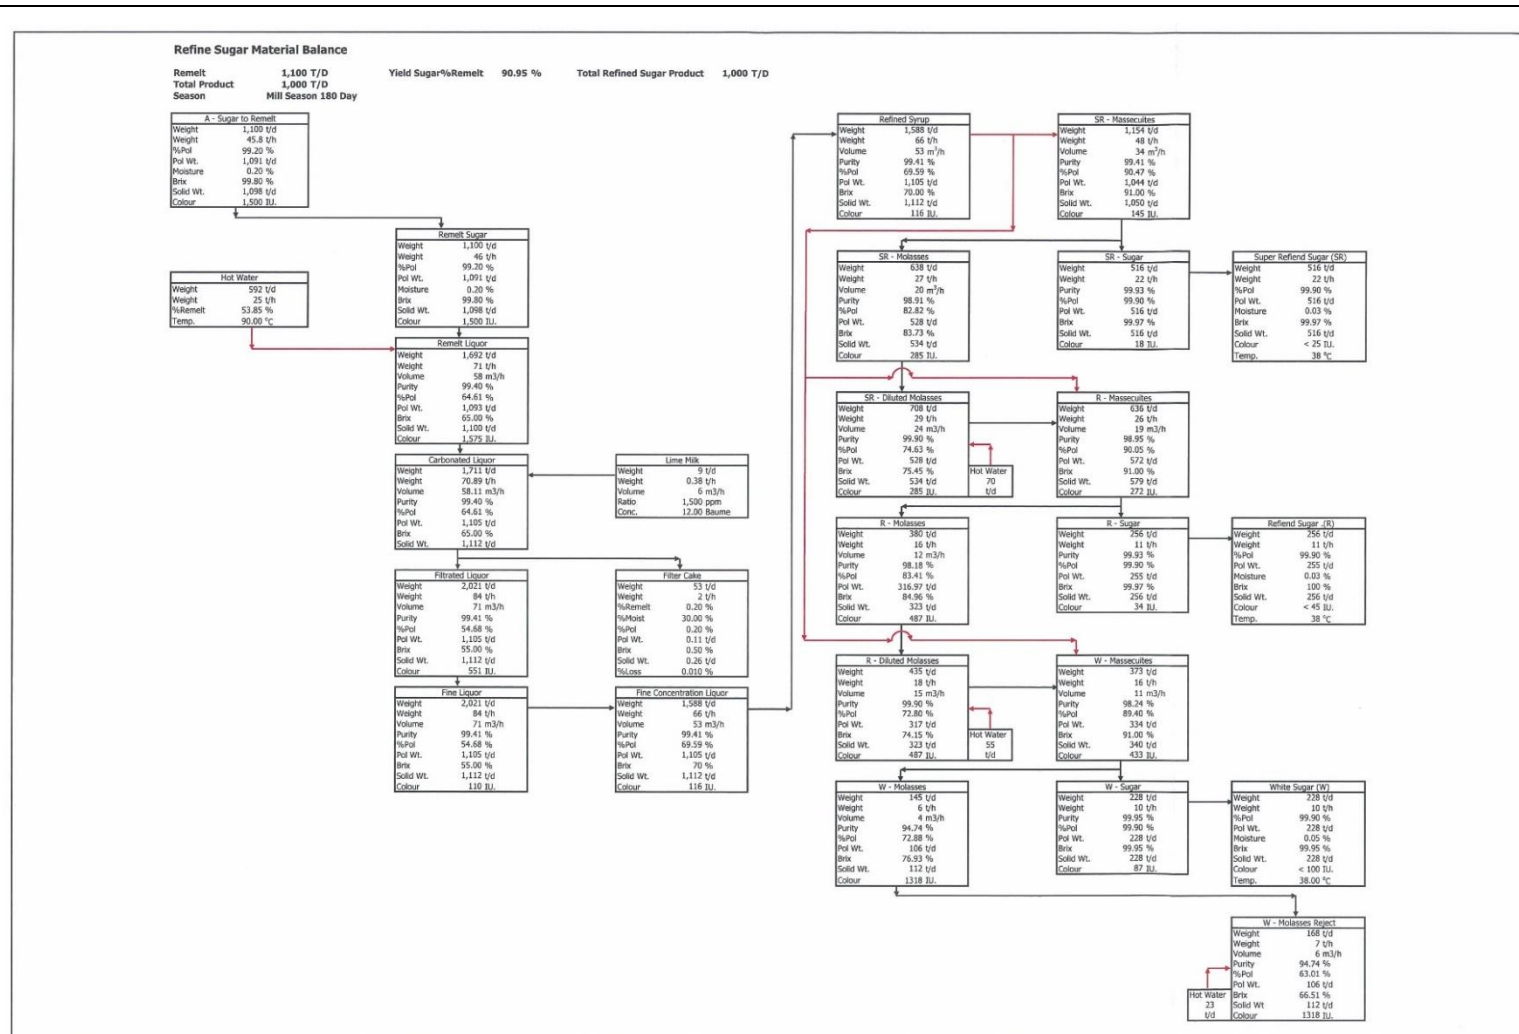 Refine Sugar Material Balance
Remelt 1,100 T/D Yield Sugar%Remelt 90.95 % Total Refined Sugar Product 1,000 T/D
Total Product 1,000 T/D
Season Mill Season 180 Day
A - Sugar to Remelt
Weight 1,100 t/d
Weight 45.8 t/h
%Pol 99.20 %
Pol Wt. 1,091 t/d
Moisture 0.20 %
Brix 99.80 %
Solid Wt. 1,098 t/d
Colour 1,500 IU.
Remelt Sugar
Weight 1,100 t/d
Weight 46 t/h
%Pol 99.20 %
Pol Wt. 1,091 t/d
Moisture 0.20 %
Brix 99.80 %
Solid Wt. 1,098 t/d
Colour 1,500 IU.
Hot Water
Weight 592 t/d
Weight 25 t/h
%Remelt 53.85 %
Temp. 90.00 °C
Remelt Liquor
Weight 1,692 t/d
Weight 71 t/h
Volume 58 m3/h
Purity 99.40 %
%Pol 64.61 %
Pol Wt. 1,093 t/d
Brix 65.00 %
Solid Wt. 1,100 t/d
Colour 1,575 IU.
Carbonated Liquor
Weight 1,711 t/d
Weight 70.89 t/h
Volume 58.11 m3/h
Purity 99.40 %
%Pol 64.61 %
Pol Wt. 1,105 t/d
Brix 65.00 %
Solid Wt. 1,112 t/d
Lime Milk
Weight 9 t/d
Weight 0.38 t/h
Volume 6 m3/h
Ratio 1,500 ppm
Conc. 12.00 Baume
Filtrated Liquor
Weight 2,021 t/d
Weight 84 t/h
Volume 71 m3/h
Purity 99.41 %
%Pol 54.68 %
Pol Wt. 1,105 t/d
Brix 55.00 %
Solid Wt. 1,112 t/d
Colour 551 IU.
Filter Cake
Weight 53 t/d
Weight 2 t/h
%Remelt 0.20 %
%Moist 30.00 %
%Pol 0.20 %
Pol Wt. 0.11 t/d
Brix 0.50 %
Solid Wt. 0.26 t/d
%Loss 0.010 %
Fine Liquor
Weight 2,021 t/d
Weight 84 t/h
Volume 71 m3/h
Purity 99.41 %
%Pol 54.68 %
Pol Wt. 1,105 t/d
Brix 55.00 %
Solid Wt. 1,112 t/d
Colour 110 IU.
Fine Concentration Liquor
Weight 1,588 t/d
Weight 66 t/h
Volume 53 m3/h
Purity 99.41 %
%Pol 69.59 %
Pol Wt. 1,105 t/d
Brix 70 %
Solid Wt. 1,112 t/d
Colour 116 IU.
Refined Syrup
Weight 1,588 t/d
Weight 66 t/h
Volume 53 m³/h
Purity 99.41 %
%Pol 69.59 %
Pol Wt. 1,105 t/d
Brix 70.00 %
Solid Wt. 1,112 t/d
Colour 116 IU.
SR - Massecuites
Weight 1,154 t/d
Weight 48 t/h
Volume 34 m³/h
Purity 99.41 %
%Pol 90.47 %
Pol Wt. 1,044 t/d
Brix 91.00 %
Solid Wt. 1,050 t/d
Colour 145 IU.
SR - Molasses
Weight 638 t/d
Weight 27 t/h
Volume 20 m³/h
Purity 98.91 %
%Pol 82.82 %
Pol Wt. 528 t/d
Brix 83.73 %
Solid Wt. 534 t/d
Colour 285 IU.
SR - Sugar
Weight 516 t/d
Weight 22 t/h
Purity 99.93 %
%Pol 99.90 %
Pol Wt. 516 t/d
Brix 99.97 %
Solid Wt. 516 t/d
Colour 18 IU.
Super Refiend Sugar (SR)
Weight 516 t/d
Weight 22 t/h
%Pol 99.90 %
Pol Wt. 516 t/d
Moisture 0.03 %
Brix 99.97 %
Solid Wt. 516 t/d
Colour < 25 IU.
Temp. 38 °C
SR - Diluted Molasses
Weight 708 t/d
Weight 29 t/h
Volume 24 m3/h
Purity 99.90 %
%Pol 74.63 %
Pol Wt. 528 t/d
Brix 75.45 %
Solid Wt. 534 t/d
Colour 285 IU.
Hot Water
70
t/d
R - Massecuites
Weight 636 t/d
Weight 26 t/h
Volume 19 m3/h
Purity 98.95 %
%Pol 90.05 %
Pol Wt. 572 t/d
Brix 91.00 %
Solid Wt. 579 t/d
Colour 272 IU.
R - Molasses
Weight 380 t/d
Weight 16 t/h
Volume 12 m3/h
Purity 98.18 %
%Pol 83.41 %
Pol Wt. 316.97 t/d
Brix 84.96 %
Solid Wt. 323 t/d
Colour 487 IU.
R - Sugar
Weight 256 t/d
Weight 11 t/h
Purity 99.93 %
%Pol 99.90 %
Pol Wt. 255 t/d
Brix 99.97 %
Solid Wt. 256 t/d
Colour 34 IU.
Refiend Sugar .(R)
Weight 256 t/d
Weight 11 t/h
%Pol 99.90 %
Pol Wt. 255 t/d
Moisture 0.03 %
Brix 100 %
Solid Wt. 256 t/d
Colour < 45 IU.
Temp. 38 °C
R - Diluted Molasses
Weight 435 t/d
Weight 18 t/h
Volume 15 m3/h
Purity 99.90 %
%Pol 72.80 %
Pol Wt. 317 t/d
Brix 74.15 %
Solid Wt. 323 t/d
Colour 487 IU.
Hot Water
55
t/d
W - Massecuites
Weight 373 t/d
Weight 16 t/h
Volume 11 m3/h
Purity 98.24 %
%Pol 89.40 %
Pol Wt. 334 t/d
Brix 91.00 %
Solid Wt. 340 t/d
Colour 433 IU.
W - Molasses
Weight 145 t/d
Weight 6 t/h
Volume 4 m3/h
Purity 94.74 %
%Pol 72.88 %
Pol Wt. 106 t/d
Brix 76.93 %
Solid Wt. 112 t/d
Colour 1318 IU.
W - Sugar
Weight 228 t/d
Weight 10 t/h
Purity 99.95 %
%Pol 99.90 %
Pol Wt. 228 t/d
Brix 99.95 %
Solid Wt. 228 t/d
Colour 87 IU.
White Sugar (W)
Weight 228 t/d
Weight 10 t/h
%Pol 99.90 %
Pol Wt. 228 t/d
Moisture 0.05 %
Brix 99.95 %
Solid Wt. 228 t/d
Colour < 100 IU.
Temp. 38.00 °C
W - Molasses Reject
Weight 168 t/d
Weight 7 t/h
Volume 6 m3/h
Purity 94.74 %
%Pol 63.01 %
Pol Wt. 106 t/d
Brix 66.51 %
Solid Wt 112 t/d
Colour 1318 IU.
Hot Water
23
t/d